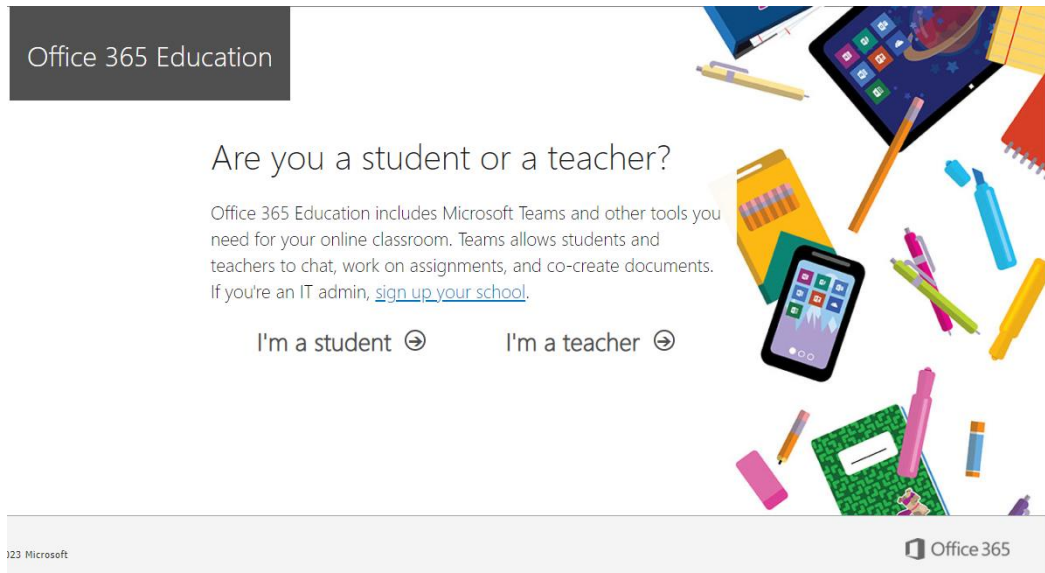 Office 365 Education
Are you a student or a teacher?
Office 365 Education includes Microsoft Teams and other tools you
need for your online classroom. Teams allows students and
teachers to chat, work on assignments, and co-create documents.
If you're an IT admin, sign up your school.
I'm a student I'm a teacher
023 Microsoft
Office 365